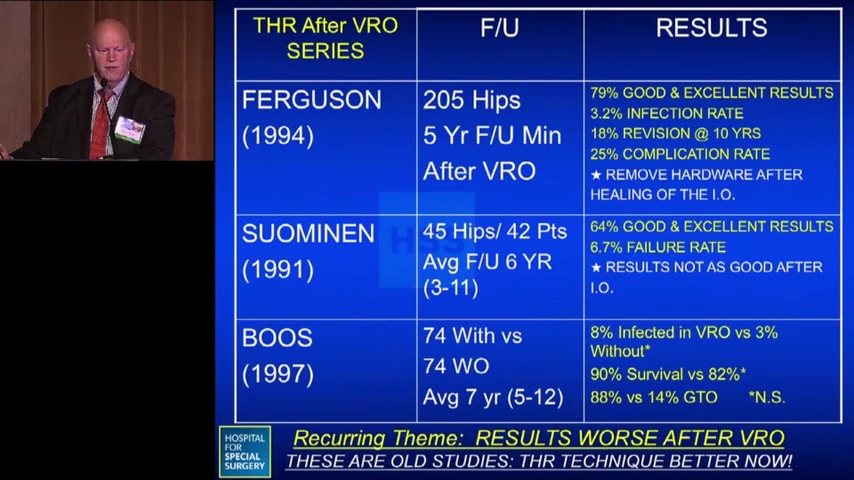 THR After VRO
SERIES
F/U
RESULTS
FERGUSON
(1994)
205 Hips
5 Yr F/U Min
After VRO
79% GOOD & EXCELLENT RESULTS
3.2% INFECTION RATE
18% REVISION @ 10 YRS
25% COMPLICATION RATE
★ REMOVE HARDWARE AFTER
HEALING OF THE I.O.
SUOMINEN
(1991)
45 Hips/ 42 Pts
Avg F/U 6 YR
(3-11)
64% GOOD & EXCELLENT RESULTS
6.7% FAILURE RATE
★ RESULTS NOT AS GOOD AFTER
I.O.
BOOS
(1997)
74 With vs
74 WO
Avg 7 yr (5-12)
8% Infected in VRO vs 3%
Without*
90% Survival vs 82%*
88% vs 14% GTO *N.S.
HSS
HOSPITAL
FOR
SPECIAL
SURGERY
Recurring Theme: RESULTS WORSE AFTER VRO
THESE ARE OLD STUDIES: THR TECHNIQUE BETTER NOW!